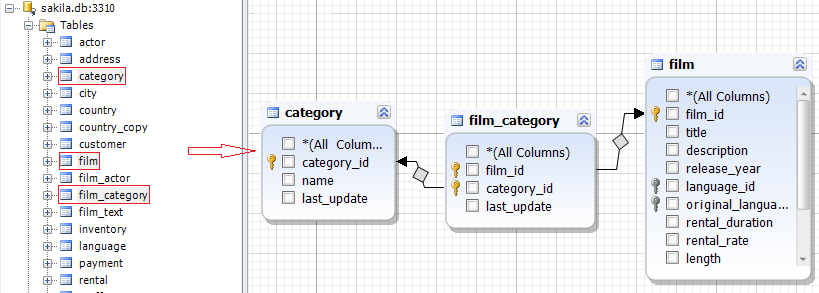 sakila.db:3310
Tables
actor
address
category
city
country
country_copy
customer
film
film_actor
film_category
film_text
inventory
language
payment
rental
category
*(All Colum...
category_id
name
last_update
film_category
*(All Columns)
film_id
category_id
last_update
film
*(All Columns)
film_id
title
description
release_year
language_id
original_langua...
rental_duration
rental_rate
length